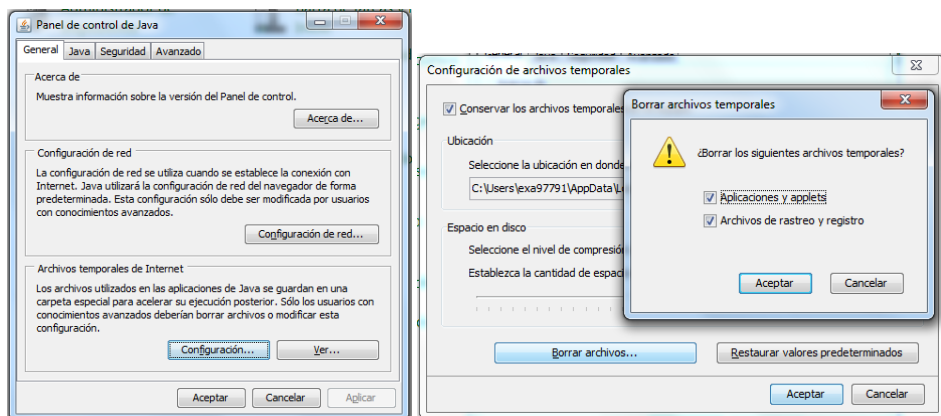 Panel de control de Java
General Java Seguridad Avanzado
Acerca de
Muestra información sobre la versión del Panel de control.
Acerca de...
Configuración de red
La configuración de red se utiliza cuando se establece la conexión con
Internet. Java utilizará la configuración de red del navegador de forma
predeterminada. Esta configuración sólo debe ser modificada por usuarios
con conocimientos avanzados.
Configuración de red...
Archivos temporales de Internet
Los archivos utilizados en las aplicaciones de Java se guardan en una
carpeta especial para acelerar su ejecución posterior. Sólo los usuarios con
conocimientos avanzados deberían borrar archivos o modificar esta
configuración.
Configuración... Ver...
Aceptar Cancelar Aplicar
Configuración de archivos temporales
Conservar los archivos temporales
Ubicación
Seleccione la ubicación en donde
C:\Users\exa97791\AppData\Lo
Espacio en disco
Seleccione el nivel de compresión
Establezca la cantidad de espaci
Borrar archivos... Restaurar valores predeterminados
Aceptar Cancelar
Borrar archivos temporales
¿Borrar los siguientes archivos temporales?
Aplicaciones y applets
Archivos de rastreo y registro
Aceptar Cancelar